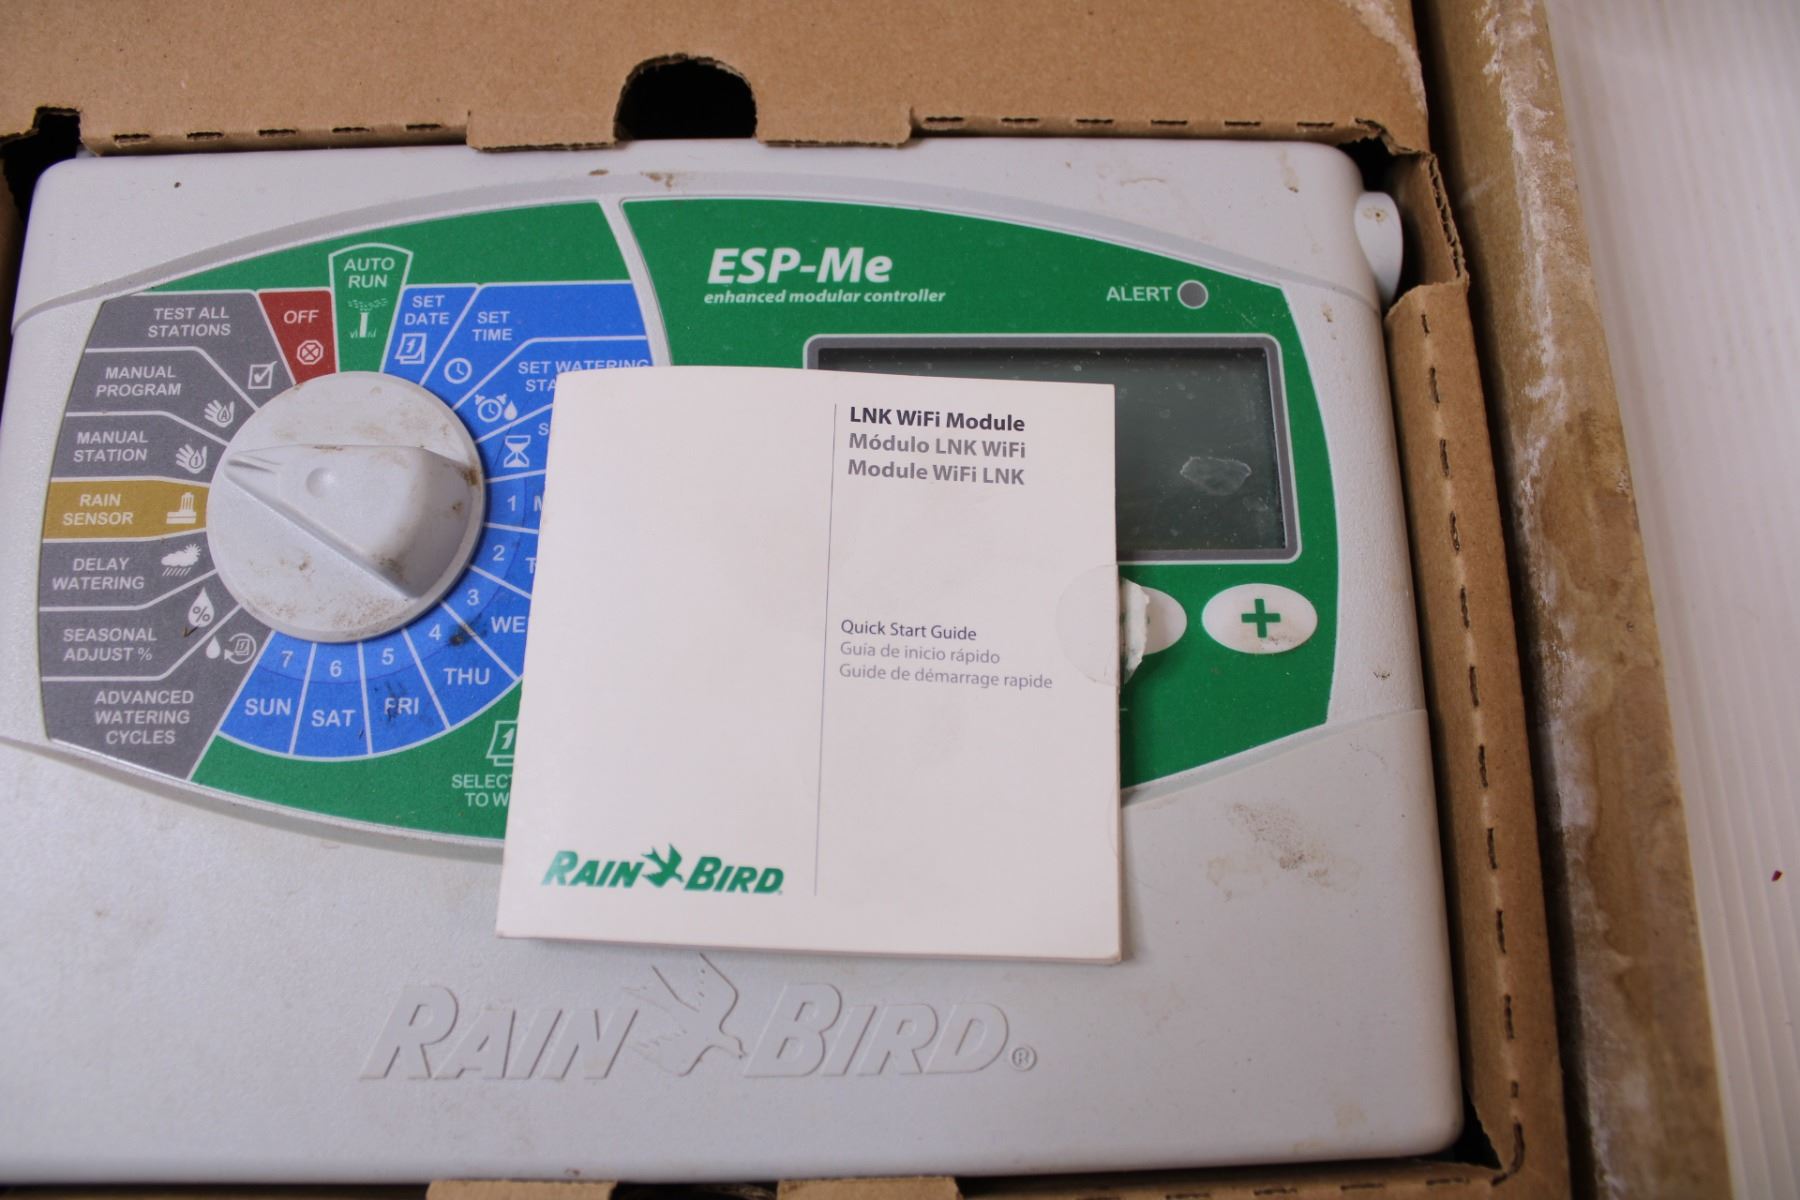 ESP-Me
enhanced modular controller
ALERT
AUTO
RUN
OFF
TEST ALL
STATIONS
MANUAL
PROGRAM
MANUAL
STATION
RAIN
SENSOR
DELAY
WATERING
SEASONAL
ADJUST %
ADVANCED
WATERING
CYCLES
SET
DATE
SET
TIME
SET WATERING
1
2
3
4
5
6
7
THU
FRI
SAT
SUN
TO
LNK WiFi Module
Módulo LNK WiFi
Module WiFi LNK
Quick Start Guide
Guía de inicio rápido
Guide de démarrage rapide
RAIN BIRD
+
RAIN BIRD®